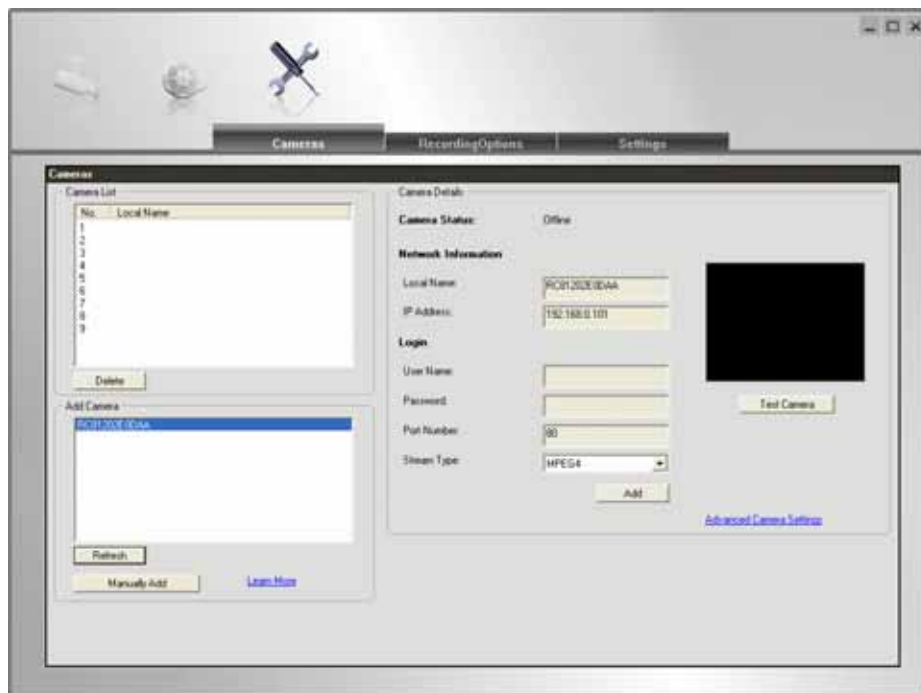 Cameras RecordingOptions Settings
Cameras
Camera List
No. Local Name
1
2
3
4
5
6
7
8
9
Delete
Add Camera
Refresh
Manually Add Learn More
Camera Details
Camera Status: Offline
Network Information
Local Name:
IP Address: 192.168.0.101
Login
User Name:
Password:
Port Number: 80
Stream Type: MPEG4
Add
Test Camera
Advanced Camera Settings